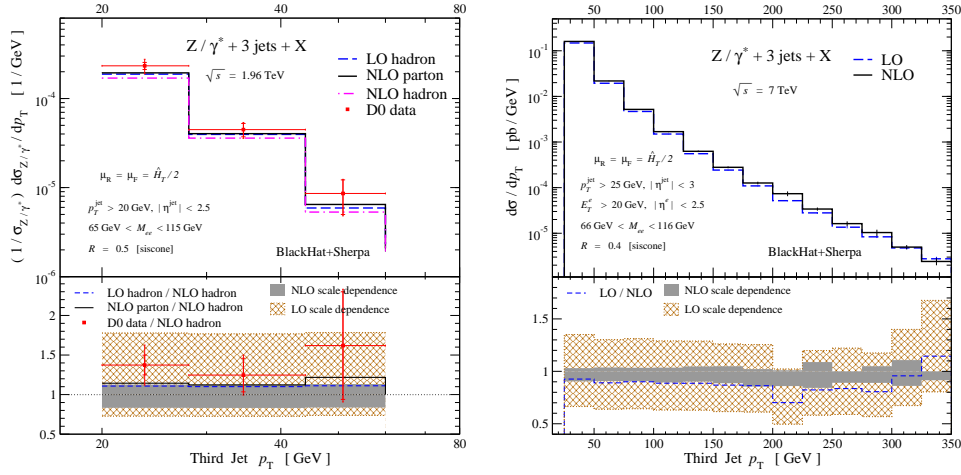 20 40 60 80
Z / γ* + 3 jets + X
√s = 1.96 TeV
LO hadron
NLO parton
NLO hadron
D0 data
( 1 / σ_Z/γ* ) dσ_Z/γ* / dp_T [ 1 / GeV ]
10^-4
10^-5
10^-6
μ_R = μ_F = Ĥ_T / 2
p_T^jet > 20 GeV, | η^jet | < 2.5
65 GeV < M_ee < 115 GeV
R = 0.5 [siscone]
BlackHat+Sherpa
LO hadron / NLO hadron
NLO parton / NLO hadron
D0 data / NLO hadron
NLO scale dependence
LO scale dependence
2
1.5
1
0.5
20 40 80
Third Jet p_T [ GeV ]
50 100 150 200 250 300 350
Z / γ* + 3 jets + X
√s = 7 TeV
LO
NLO
dσ / dp_T [ pb / GeV ]
10^-1
10^-2
10^-3
10^-4
10^-5
10^-6
μ_R = μ_F = Ĥ_T / 2
p_T^jet > 25 GeV, | η^jet | < 3
E_T^e > 20 GeV, | η^e | < 2.5
66 GeV < M_ee < 116 GeV
R = 0.4 [siscone]
BlackHat+Sherpa
LO / NLO
NLO scale dependence
LO scale dependence
1.5
1
0.5
50 100 150 200 250 300 350
Third Jet p_T [ GeV ]